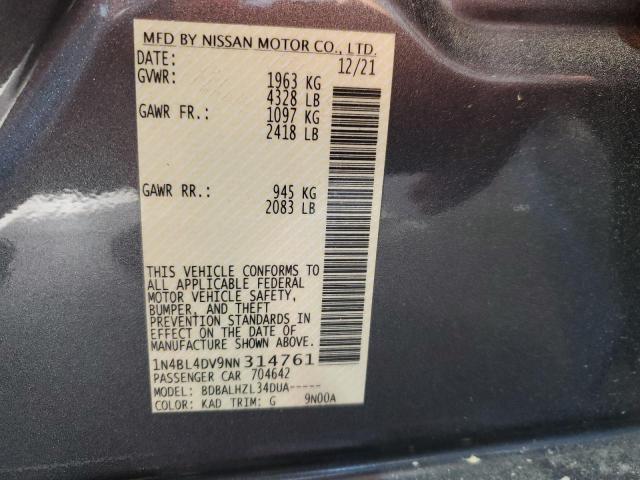 MFD BY NISSAN MOTOR CO., LTD.
DATE: 12/21
GVWR: 1963 KG
4328 LB
GAWR FR.: 1097 KG
2418 LB
GAWR RR.: 945 KG
2083 LB
THIS VEHICLE CONFORMS TO
ALL APPLICABLE FEDERAL
MOTOR VEHICLE SAFETY,
BUMPER, AND THEFT
PREVENTION STANDARDS IN
EFFECT ON THE DATE OF
MANUFACTURE SHOWN ABOVE.
1N4BL4DV9NN314761
PASSENGER CAR 704642
MODEL: BDBALHZL34DUA-----
COLOR: KAD TRIM: G 9N00A